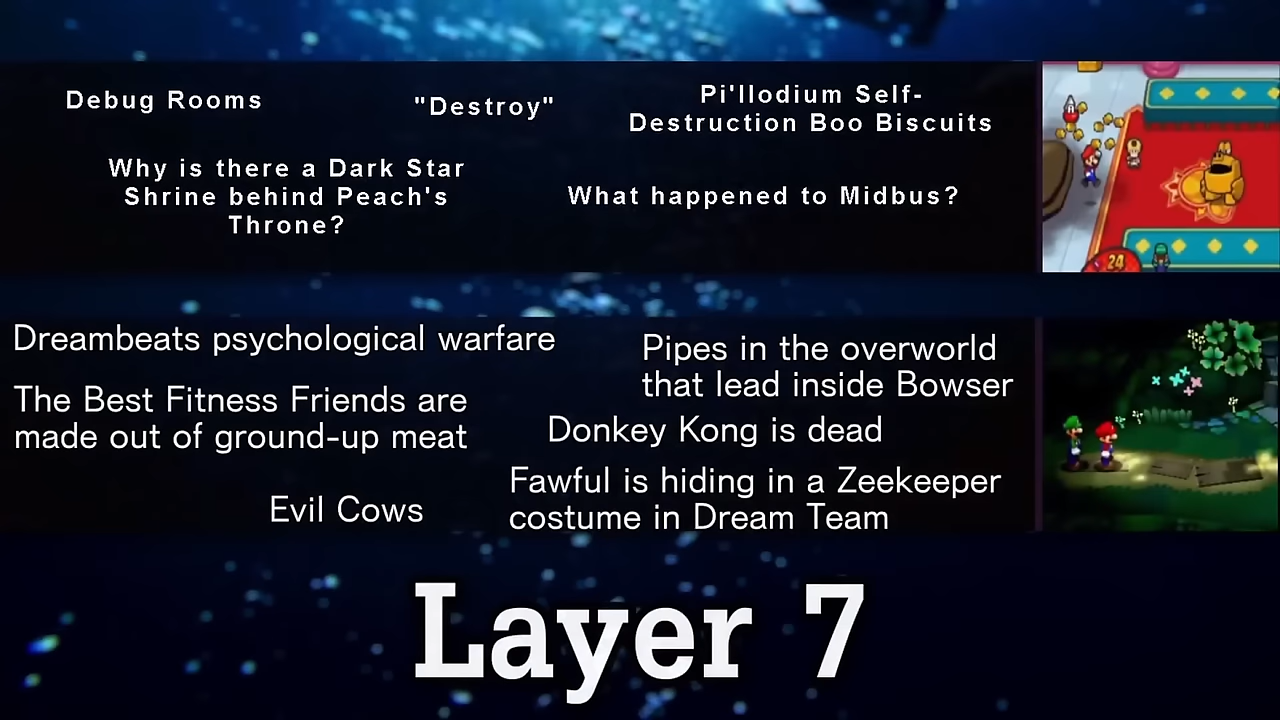 Debug Rooms
"Destroy"
Pi'llodium Self-
Destruction Boo Biscuits
Why is there a Dark Star
Shrine behind Peach's
Throne?
What happened to Midbus?
24
Dreambeats psychological warfare
Pipes in the overworld
that lead inside Bowser
The Best Fitness Friends are
made out of ground-up meat
Donkey Kong is dead
Fawful is hiding in a Zeekeeper
costume in Dream Team
Evil Cows
Layer 7